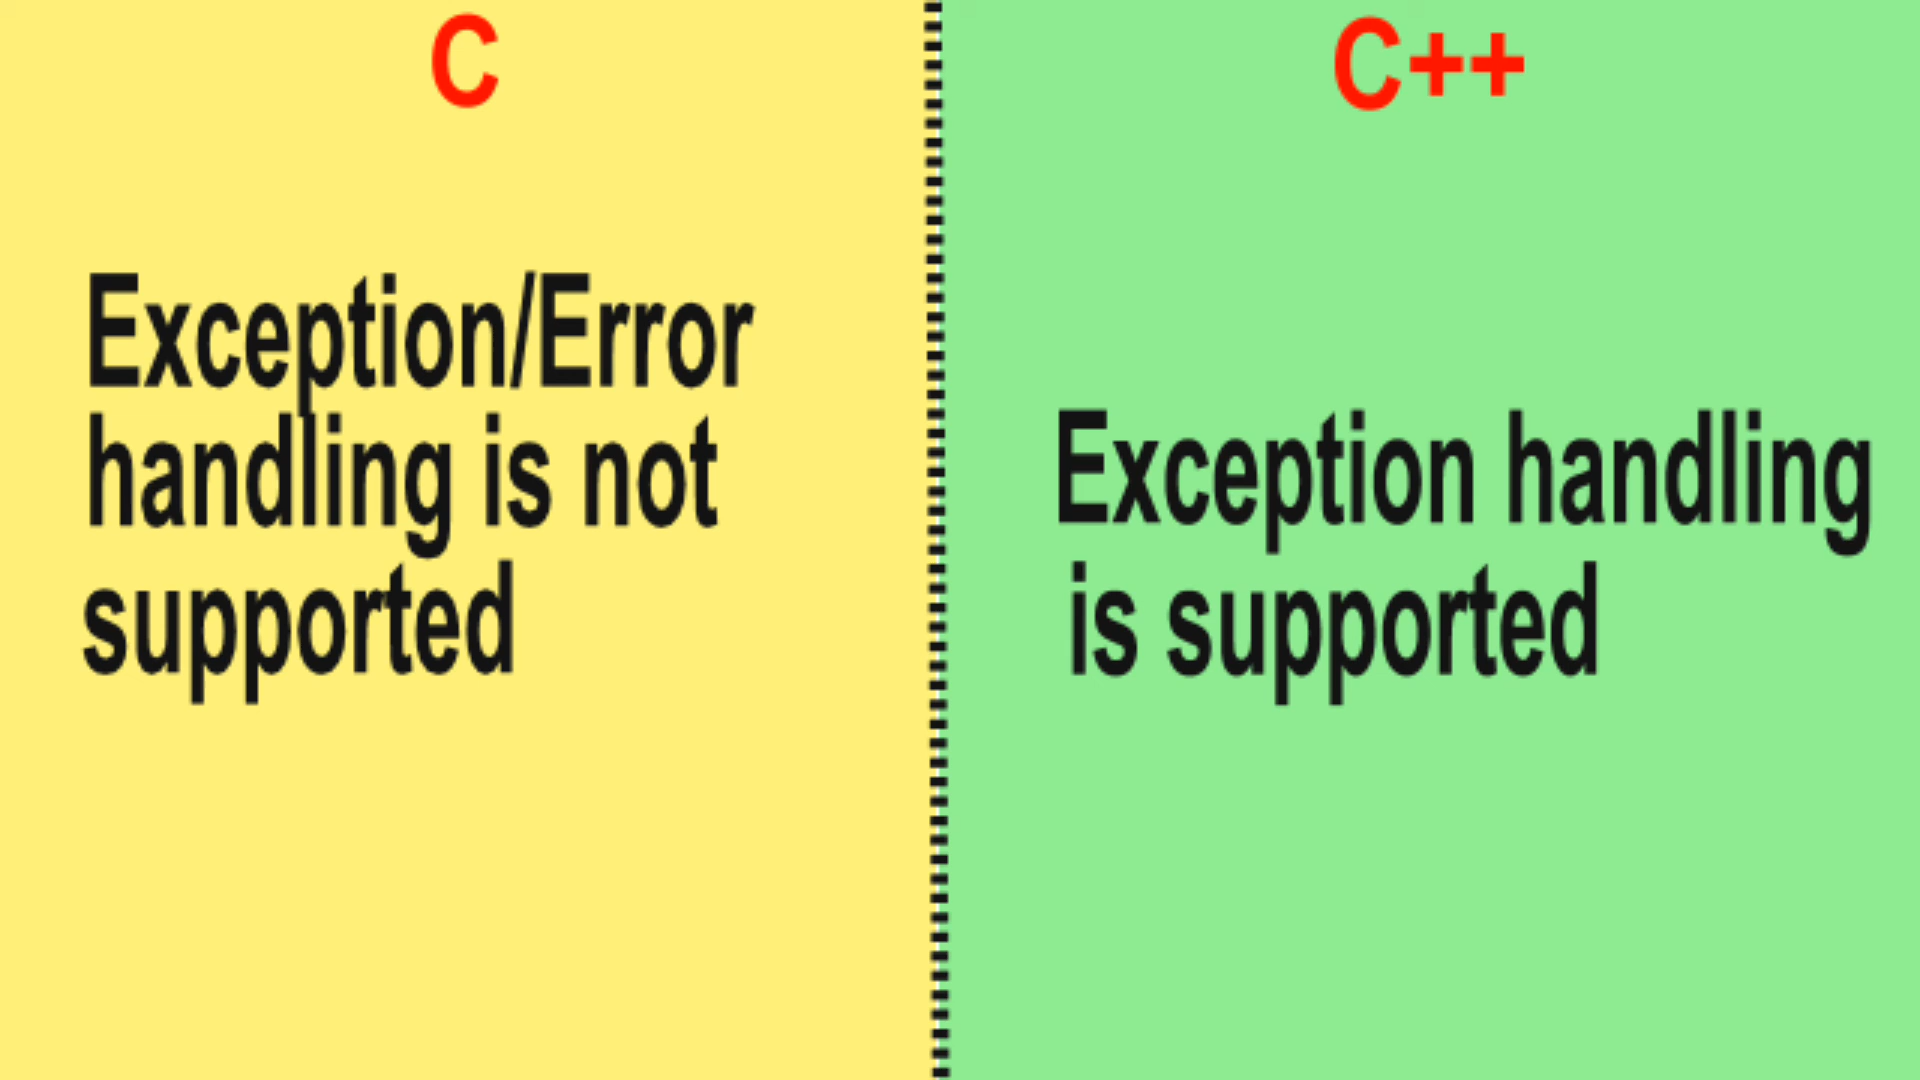 C
Exception/Error
handling is not
supported
C++
Exception handling
is supported